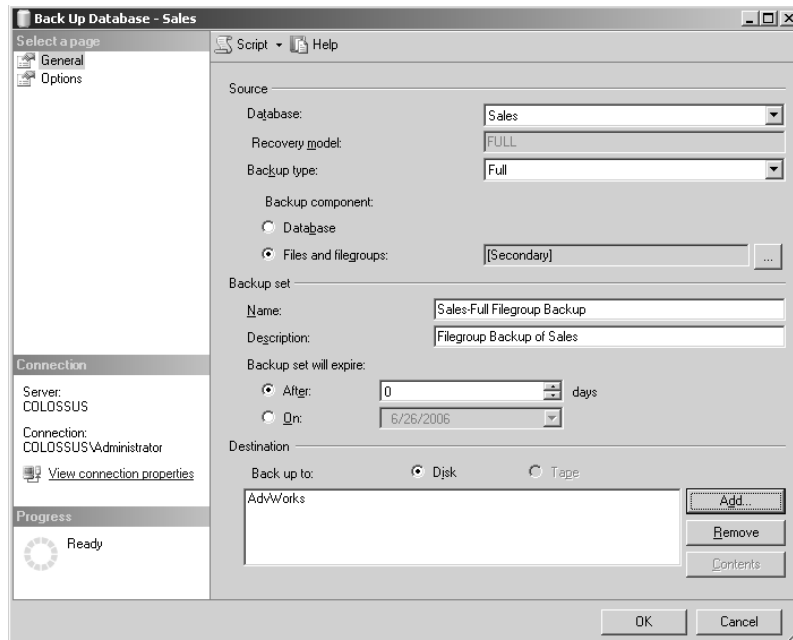 Back Up Database - Sales
Select a page
General
Options
Script
Help
Source
Database:
Sales
Recovery model:
FULL
Backup type:
Full
Backup component:
Database
Files and filegroups:
[Secondary]
...
Backup set
Name:
Sales-Full Filegroup Backup
Description:
Filegroup Backup of Sales
Backup set will expire:
After:
0
days
On:
6/26/2006
Destination
Back up to:
Disk
Tape
AdvWorks
Add...
Remove
Contents
Connection
Server:
COLOSSUS
Connection:
COLOSSUS\Administrator
View connection properties
Progress
Ready
OK
Cancel